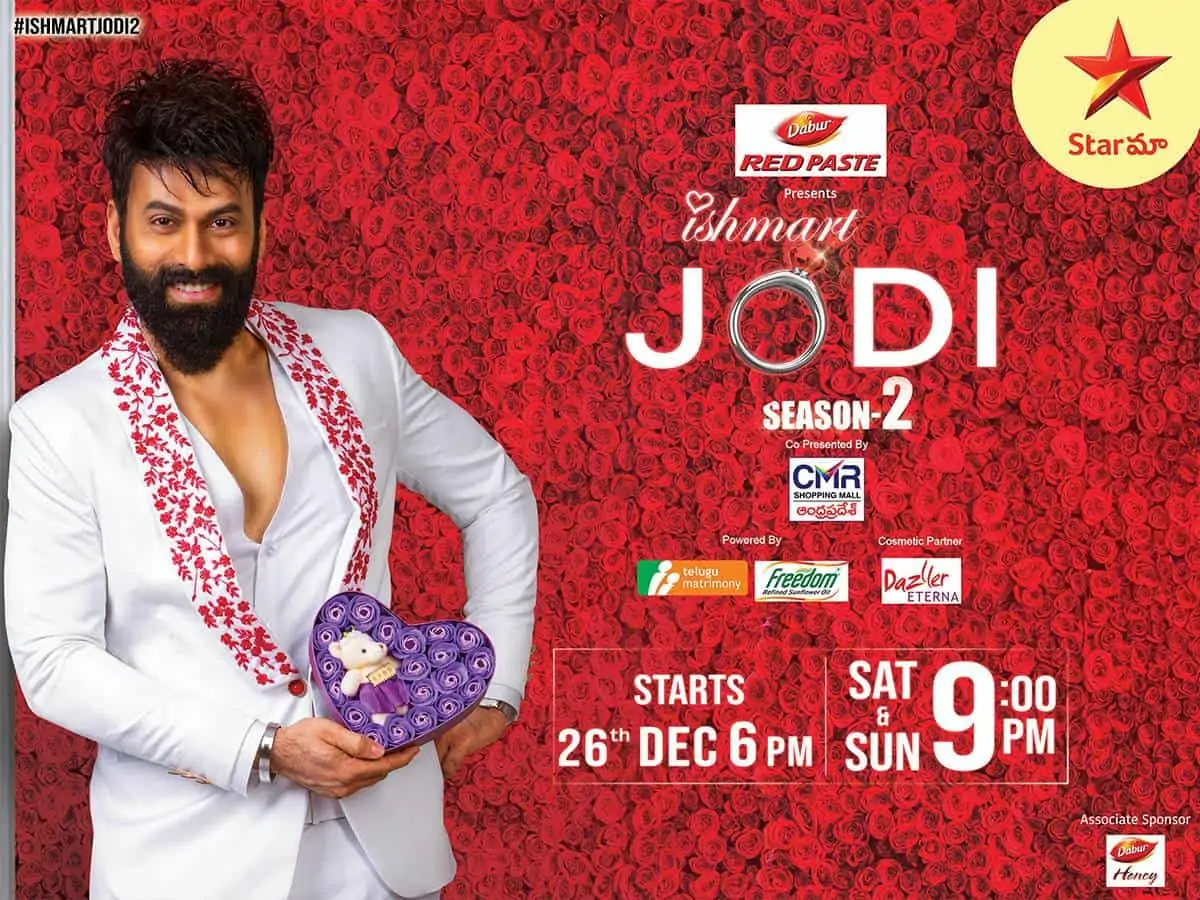 #ISHMARTJODI2
Star మా
Dabur
RED PASTE
Presents
ishmart
JODI
SEASON-2
Co Presented By
CMR
SHOPPING MALL
ఆంధ్రప్రదేశ్
Powered By
Cosmetic Partner
telugu
matrimony
Freedom
Refined Sunflower Oil
Dazller
ETERNA
STARTS
26th DEC 6 PM
SAT
&
SUN
9:00
PM
Associate Sponsor
Dabur
Honey